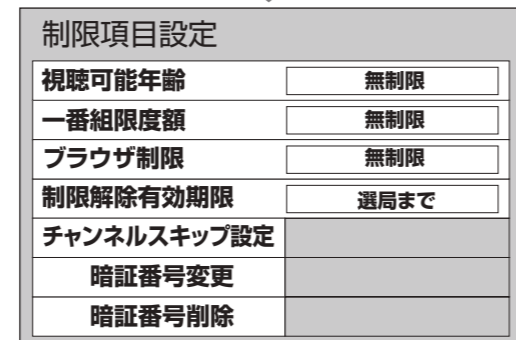 制限項目設定
視聴可能年齢 無制限
一番組限度額 無制限
ブラウザ制限 無制限
制限解除有効期限 選局まで
チャンネルスキップ設定
暗証番号変更
暗証番号削除